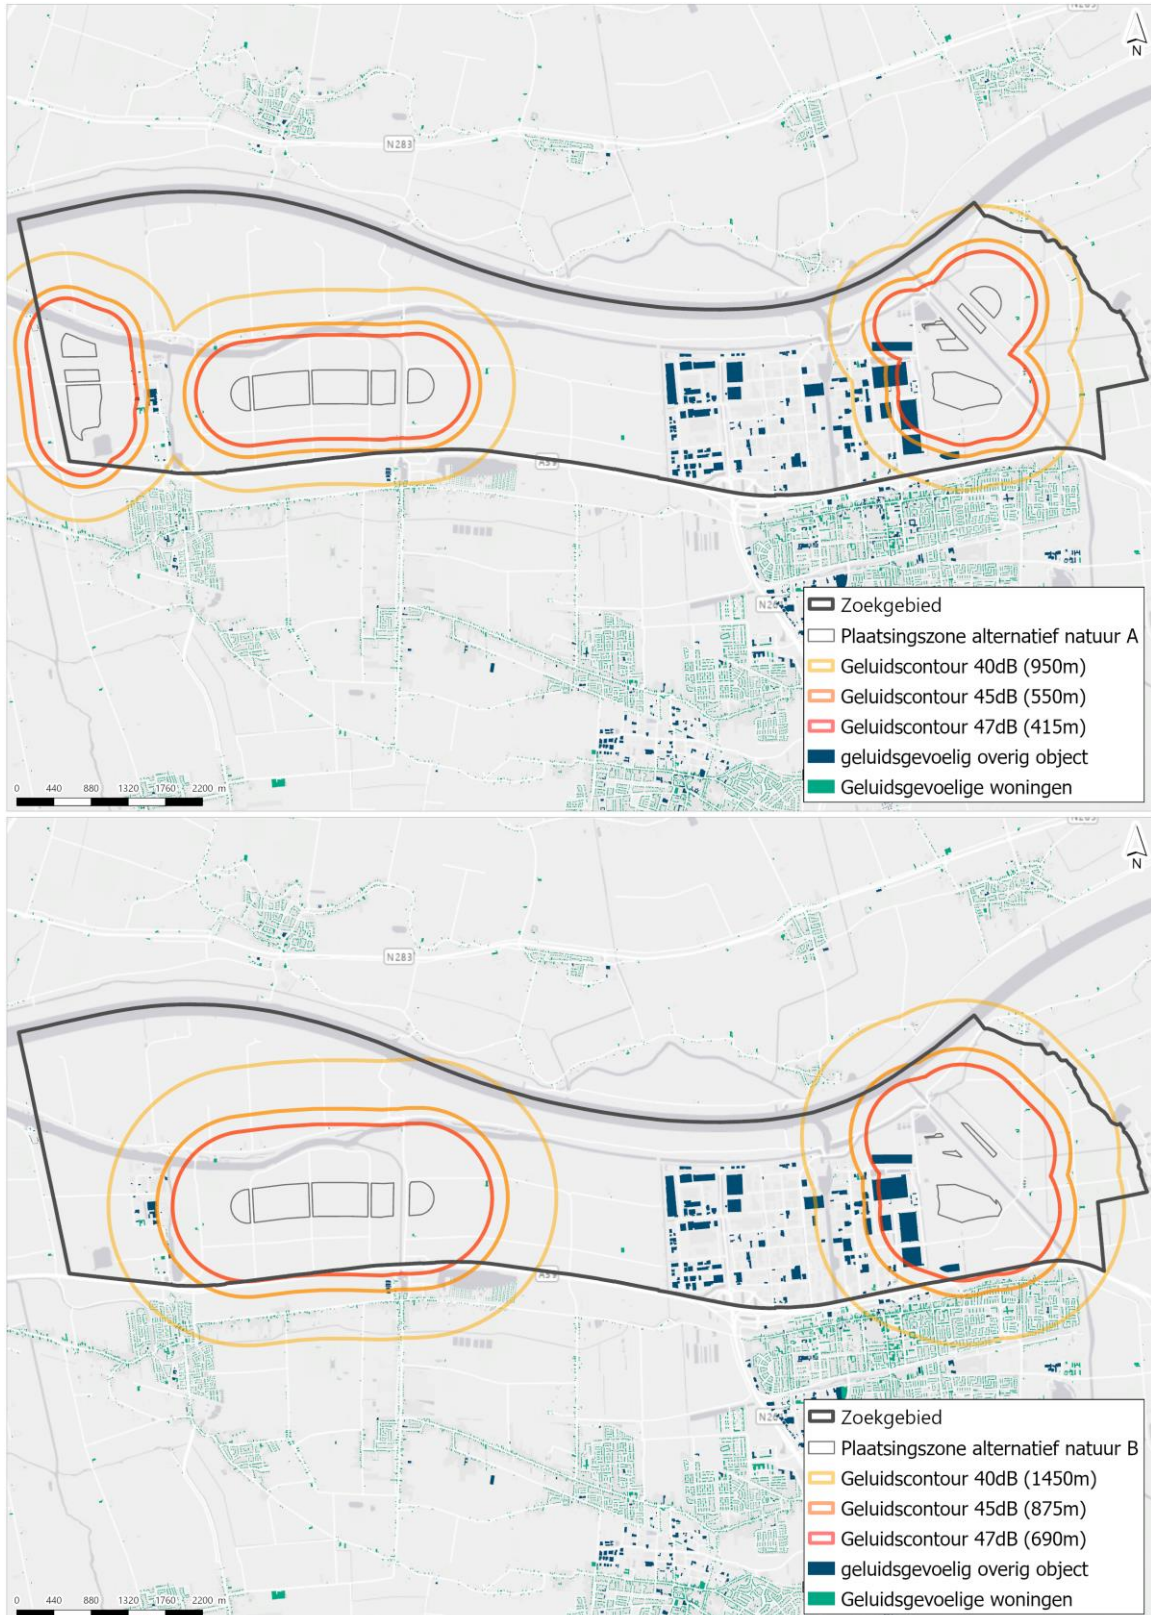 N
N283
A59
Zoekgebied
Plaatsingszone alternatief natuur A
Geluidscontour 40dB (950m)
Geluidscontour 45dB (550m)
Geluidscontour 47dB (415m)
geluidsgevoelig overig object
Geluidsgevoelige woningen
0 440 880 1320 1760 2200 m
N
N283
A59
Zoekgebied
Plaatsingszone alternatief natuur B
Geluidscontour 40dB (1450m)
Geluidscontour 45dB (875m)
Geluidscontour 47dB (690m)
geluidsgevoelig overig object
Geluidsgevoelige woningen
0 440 880 1320 1760 2200 m